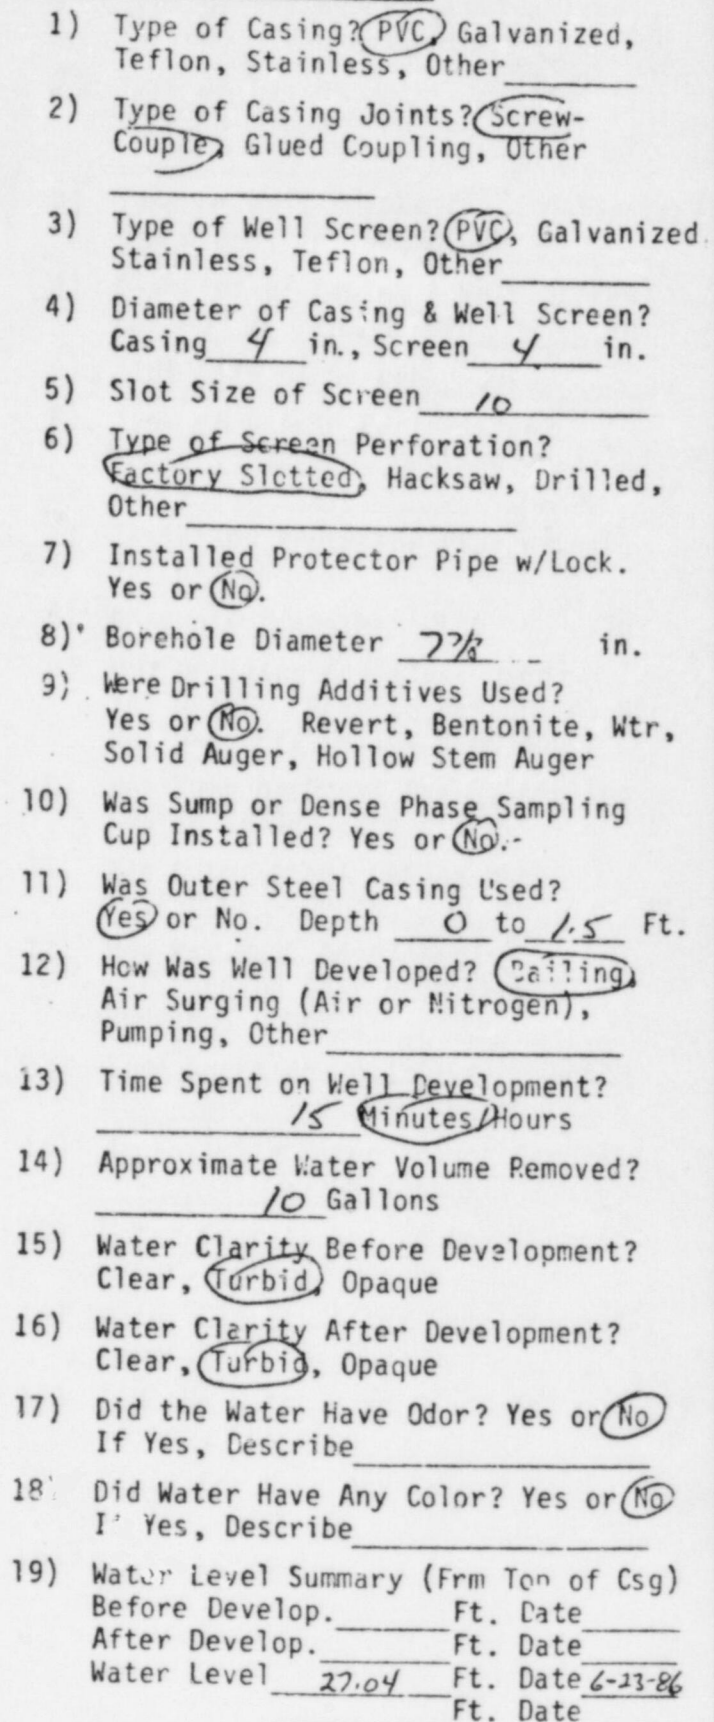 1) Type of Casing? PVC, Galvanized,
Teflon, Stainless, Other
2) Type of Casing Joints? Screw-
Couple, Glued Coupling, Other
3) Type of Well Screen? PVC, Galvanized
Stainless, Teflon, Other
4) Diameter of Casing & Well Screen?
Casing 4 in., Screen 4 in.
5) Slot Size of Screen 10
6) Type of Screen Perforation?
Factory Slotted, Hacksaw, Drilled,
Other
7) Installed Protector Pipe w/Lock.
Yes or No.
8) Borehole Diameter 7 7/8 in.
9) Were Drilling Additives Used?
Yes or No. Revert, Bentonite, Wtr,
Solid Auger, Hollow Stem Auger
10) Was Sump or Dense Phase Sampling
Cup Installed? Yes or No.
11) Was Outer Steel Casing Used?
Yes or No. Depth 0 to 1.5 Ft.
12) How Was Well Developed? Bailing,
Air Surging (Air or Nitrogen),
Pumping, Other
13) Time Spent on Well Development?
15 Minutes/Hours
14) Approximate Water Volume Removed?
10 Gallons
15) Water Clarity Before Development?
Clear, Turbid, Opaque
16) Water Clarity After Development?
Clear, Turbid, Opaque
17) Did the Water Have Odor? Yes or No
If Yes, Describe
18) Did Water Have Any Color? Yes or No
If Yes, Describe
19) Water Level Summary (Frm Top of Csg)
Before Develop. Ft. Date
After Develop. Ft. Date
Water Level 27.04 Ft. Date 6-23-86
Ft. Date